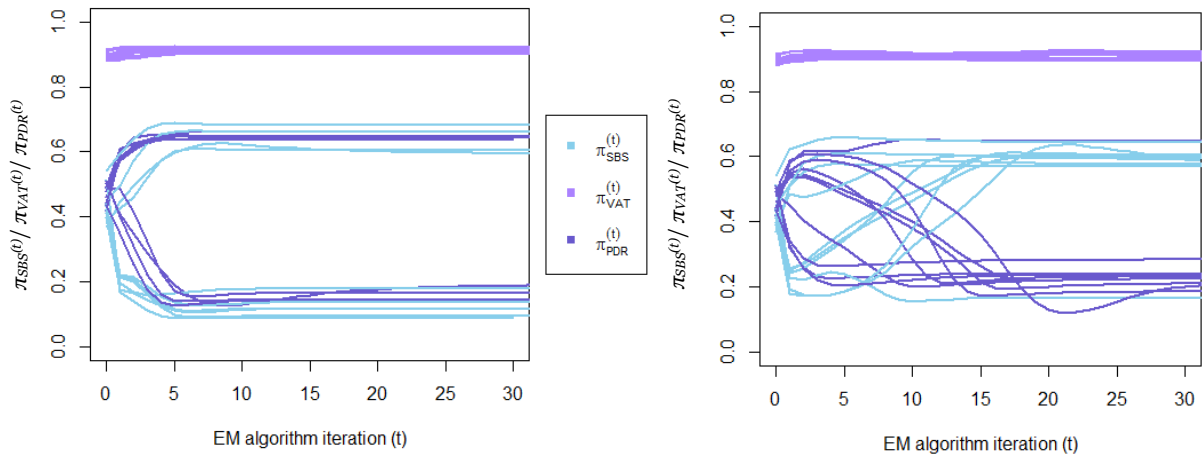 πSBS(t)/ πVAT(t)/ πPDR(t)
1.0
0.8
0.6
0.4
0.2
0.0
0 5 10 15 20 25 30
EM algorithm iteration (t)
π(t)SBS
π(t)VAT
π(t)PDR
πSBS(t)/ πVAT(t)/ πPDR(t)
1.0
0.8
0.6
0.4
0.2
0.0
0 5 10 15 20 25 30
EM algorithm iteration (t)